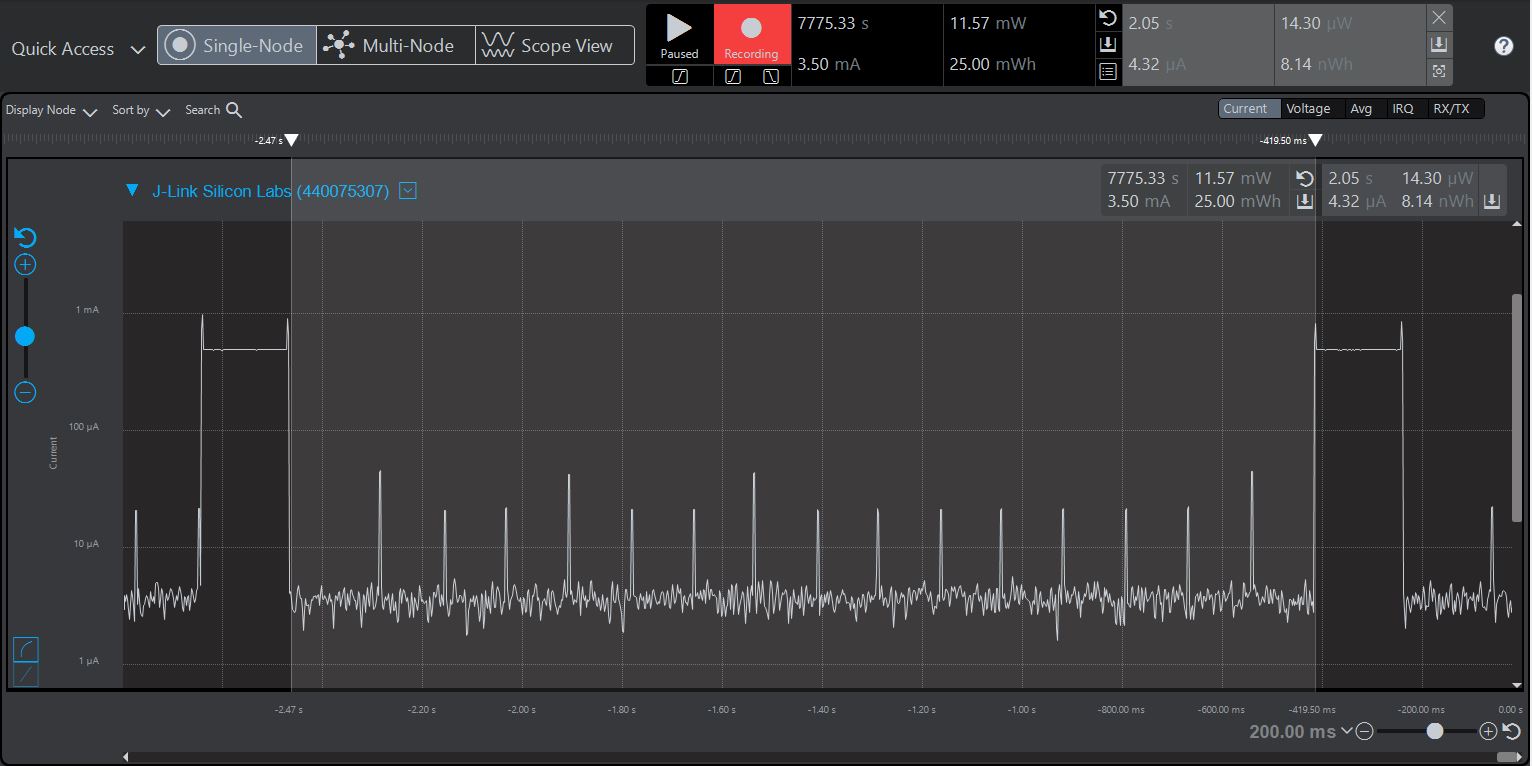 Quick Access
Single-Node
Multi-Node
Scope View
Paused
Recording
7775.33 s
11.57 mW
3.50 mA
25.00 mWh
2.05 s
14.30 µW
4.32 µA
8.14 nWh
?
Display Node
Sort by
Search
Current
Voltage
Avg
IRQ
RX/TX
-2.47 s
-419.50 ms
J-Link Silicon Labs (440075307)
7775.33 s
11.57 mW
3.50 mA
25.00 mWh
2.05 s
14.30 µW
4.32 µA
8.14 nWh
1 mA
100 µA
10 µA
1 µA
Current
-2.47 s
-2.20 s
-2.00 s
-1.80 s
-1.60 s
-1.40 s
-1.20 s
-1.00 s
-800.00 ms
-600.00 ms
-419.50 ms
-200.00 ms
0.00 s
200.00 ms